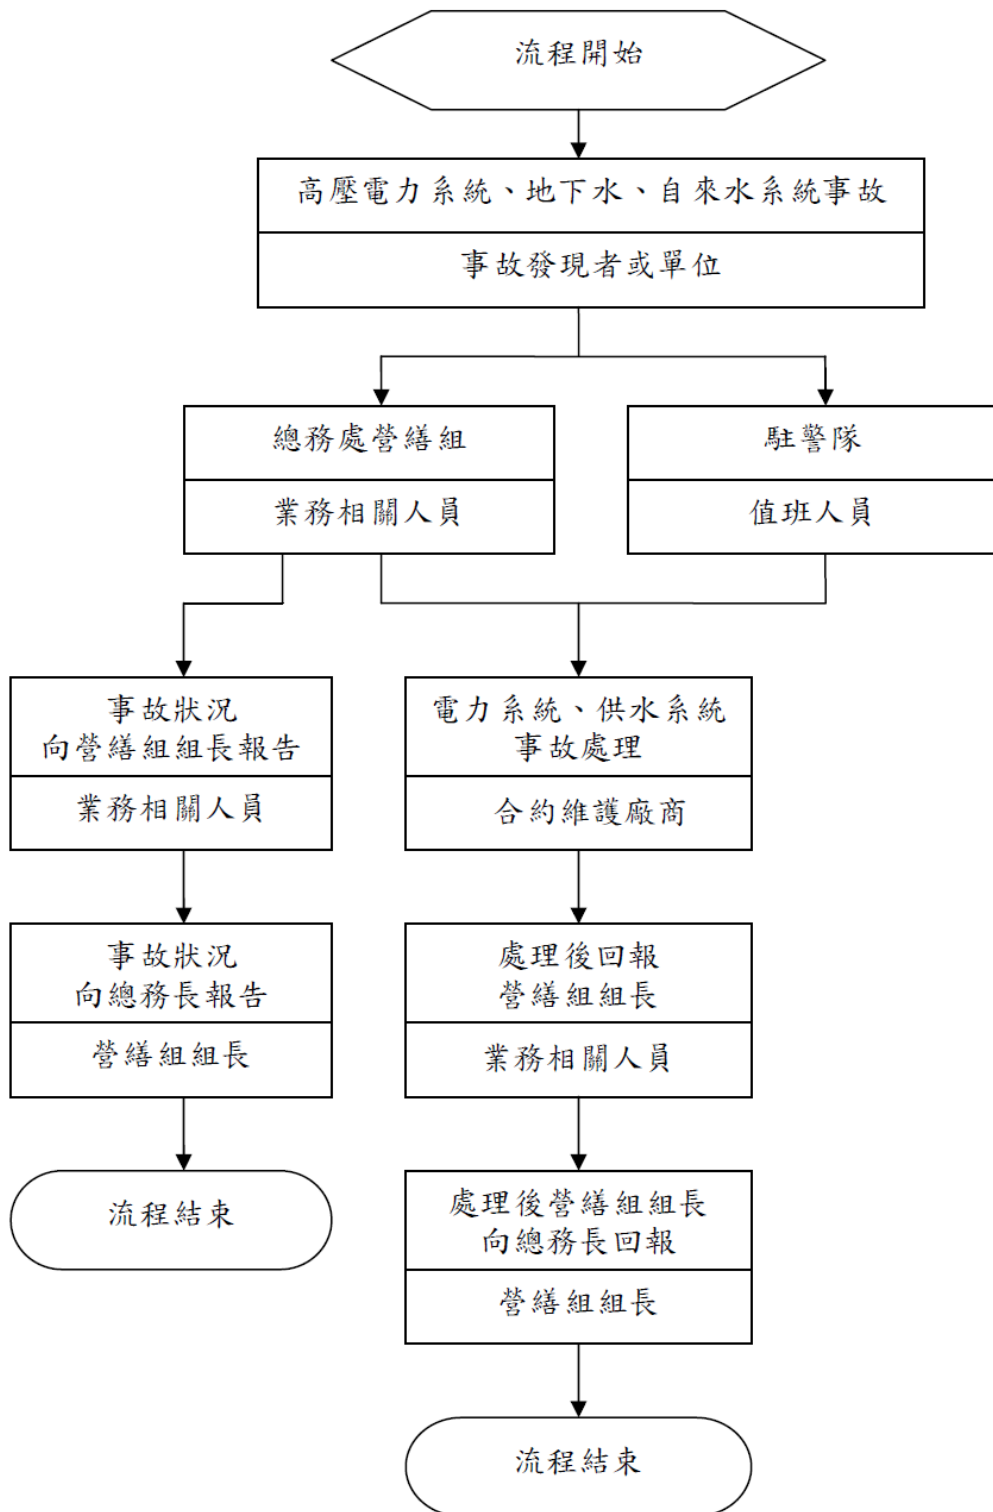 流程開始
高壓電力系統、地下水、自來水系統事故
事故發現者或單位
總務處營繕組
業務相關人員
駐警隊
值班人員
事故狀況
向營繕組組長報告
業務相關人員
電力系統、供水系統
事故處理
合約維護廠商
事故狀況
向總務長報告
營繕組組長
處理後回報
營繕組組長
業務相關人員
流程結束
處理後營繕組組長
向總務長回報
營繕組組長
流程結束